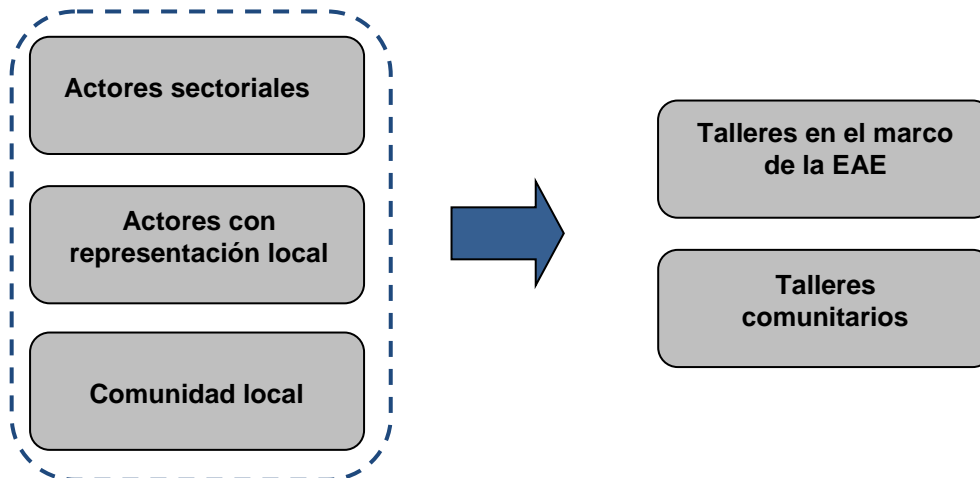 Actores sectoriales
Actores con
representación local
Comunidad local
Talleres en el marco
de la EAE
Talleres
comunitarios